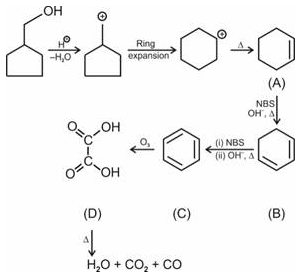 OH
H⊕
–H₂O
⊕
Ring
expansion
⊕
Δ
(A)
NBS
OH⁻, Δ
O
OH
C
C
O
OH
O₃
(i) NBS
(ii) OH⁻, Δ
(D)
(C)
(B)
Δ
H₂O + CO₂ + CO